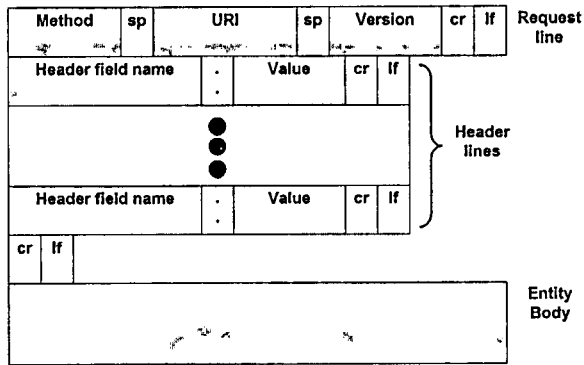 Method sp URI sp Version cr lf Request line
Header field name : Value cr lf
Header lines
Header field name : Value cr lf
cr lf
Entity Body